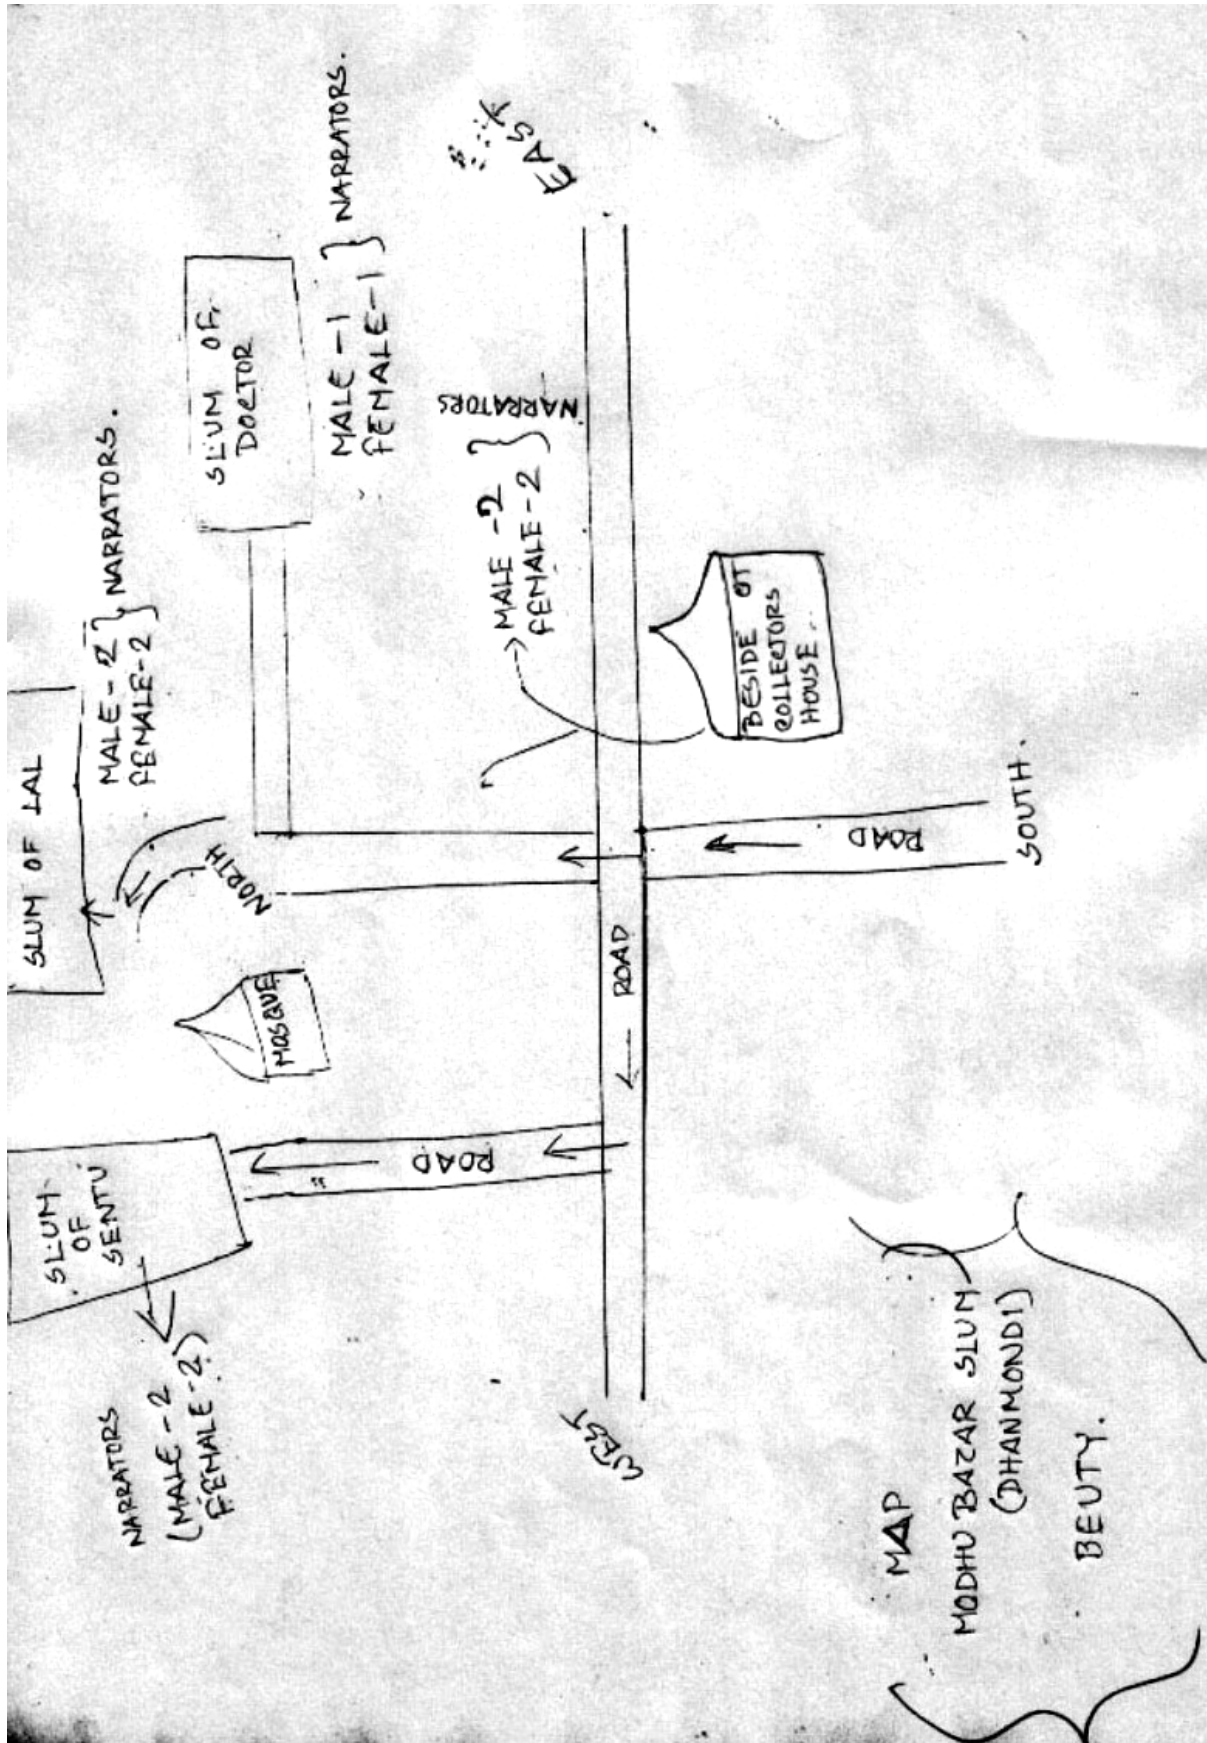 SLUM OF LAL
MALE-2
FEMALE-2
NARRATORS.
SLUM OF
DOCTOR
MALE-1
FEMALE-1
NARRATORS.
EAST
MALE-2
FEMALE-2
NARRATORS
BESIDE OT
COLLECTORS
HOUSE..
NORTH
MOSQUE
ROAD
ROAD
SOUTH.
ROAD
SLUM
OF
SENTU
NARRATORS
(MALE-2
FEMALE-2)
WEST
MAP
MODHU BAZAR SLUM
(DHANMONDI)
BEUTY.